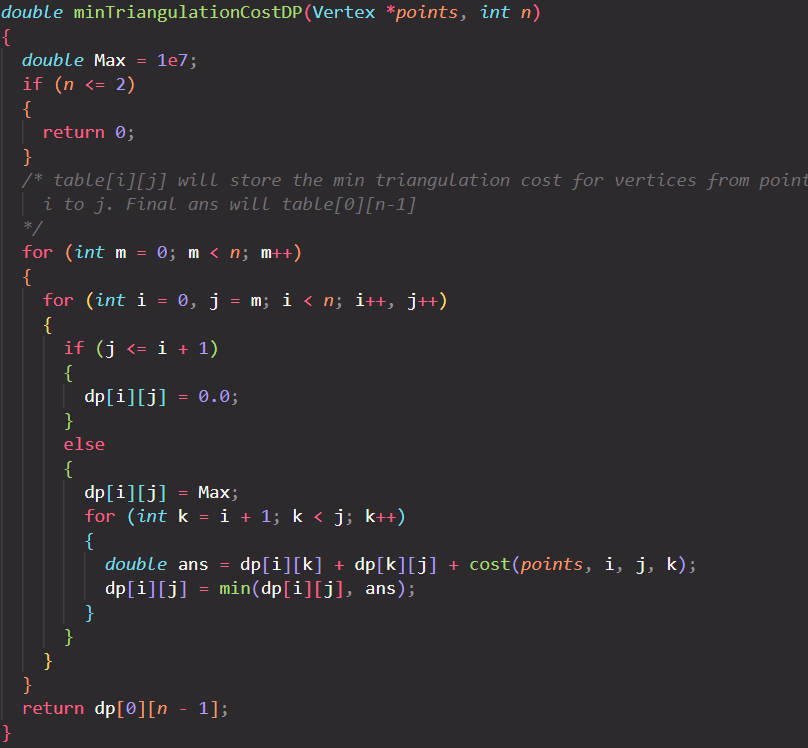 double minTriangulationCostDP(Vertex *points, int n)
{
  double Max = 1e7;
  if (n <= 2)
  {
    return 0;
  }
  /* table[i][j] will store the min triangulation cost for vertices from point
    i to j. Final ans will table[0][n-1]
  */
  for (int m = 0; m < n; m++)
  {
    for (int i = 0, j = m; i < n; i++, j++)
    {
      if (j <= i + 1)
      {
        dp[i][j] = 0.0;
      }
      else
      {
        dp[i][j] = Max;
        for (int k = i + 1; k < j; k++)
        {
          double ans = dp[i][k] + dp[k][j] + cost(points, i, j, k);
          dp[i][j] = min(dp[i][j], ans);
        }
      }
    }
  }
  return dp[0][n - 1];
}